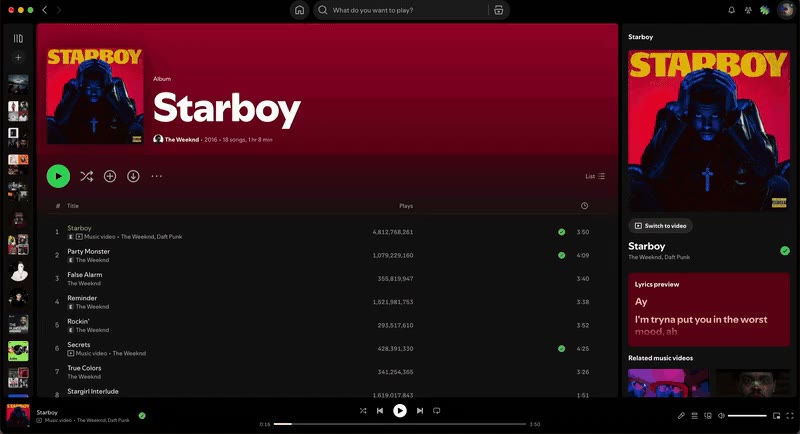 What do you want to play?
STARBOY
Album
Starboy
The Weeknd • 2016 • 18 songs, 1 hr 8 min
List
# Title Plays
1 Starboy 4,812,768,261 3:50
E Music video • The Weeknd, Daft Punk
2 Party Monster 1,079,229,160 4:09
E The Weeknd
3 False Alarm 355,819,947 3:40
The Weeknd
4 Reminder 1,521,981,753 3:38
E The Weeknd
5 Rockin' 293,517,610 3:52
E The Weeknd
6 Secrets 428,391,330 4:25
Music video • The Weeknd
7 True Colors 341,254,365 3:26
The Weeknd
8 Stargirl Interlude 1,619,017,843 1:51
Starboy
STARBOY
Switch to video
Starboy
The Weeknd, Daft Punk
Lyrics preview
Ay
I'm tryna put you in the worst
mood, ah
Related music videos
Starboy
Music video • The Weeknd, Daft Punk
0:16 3:50